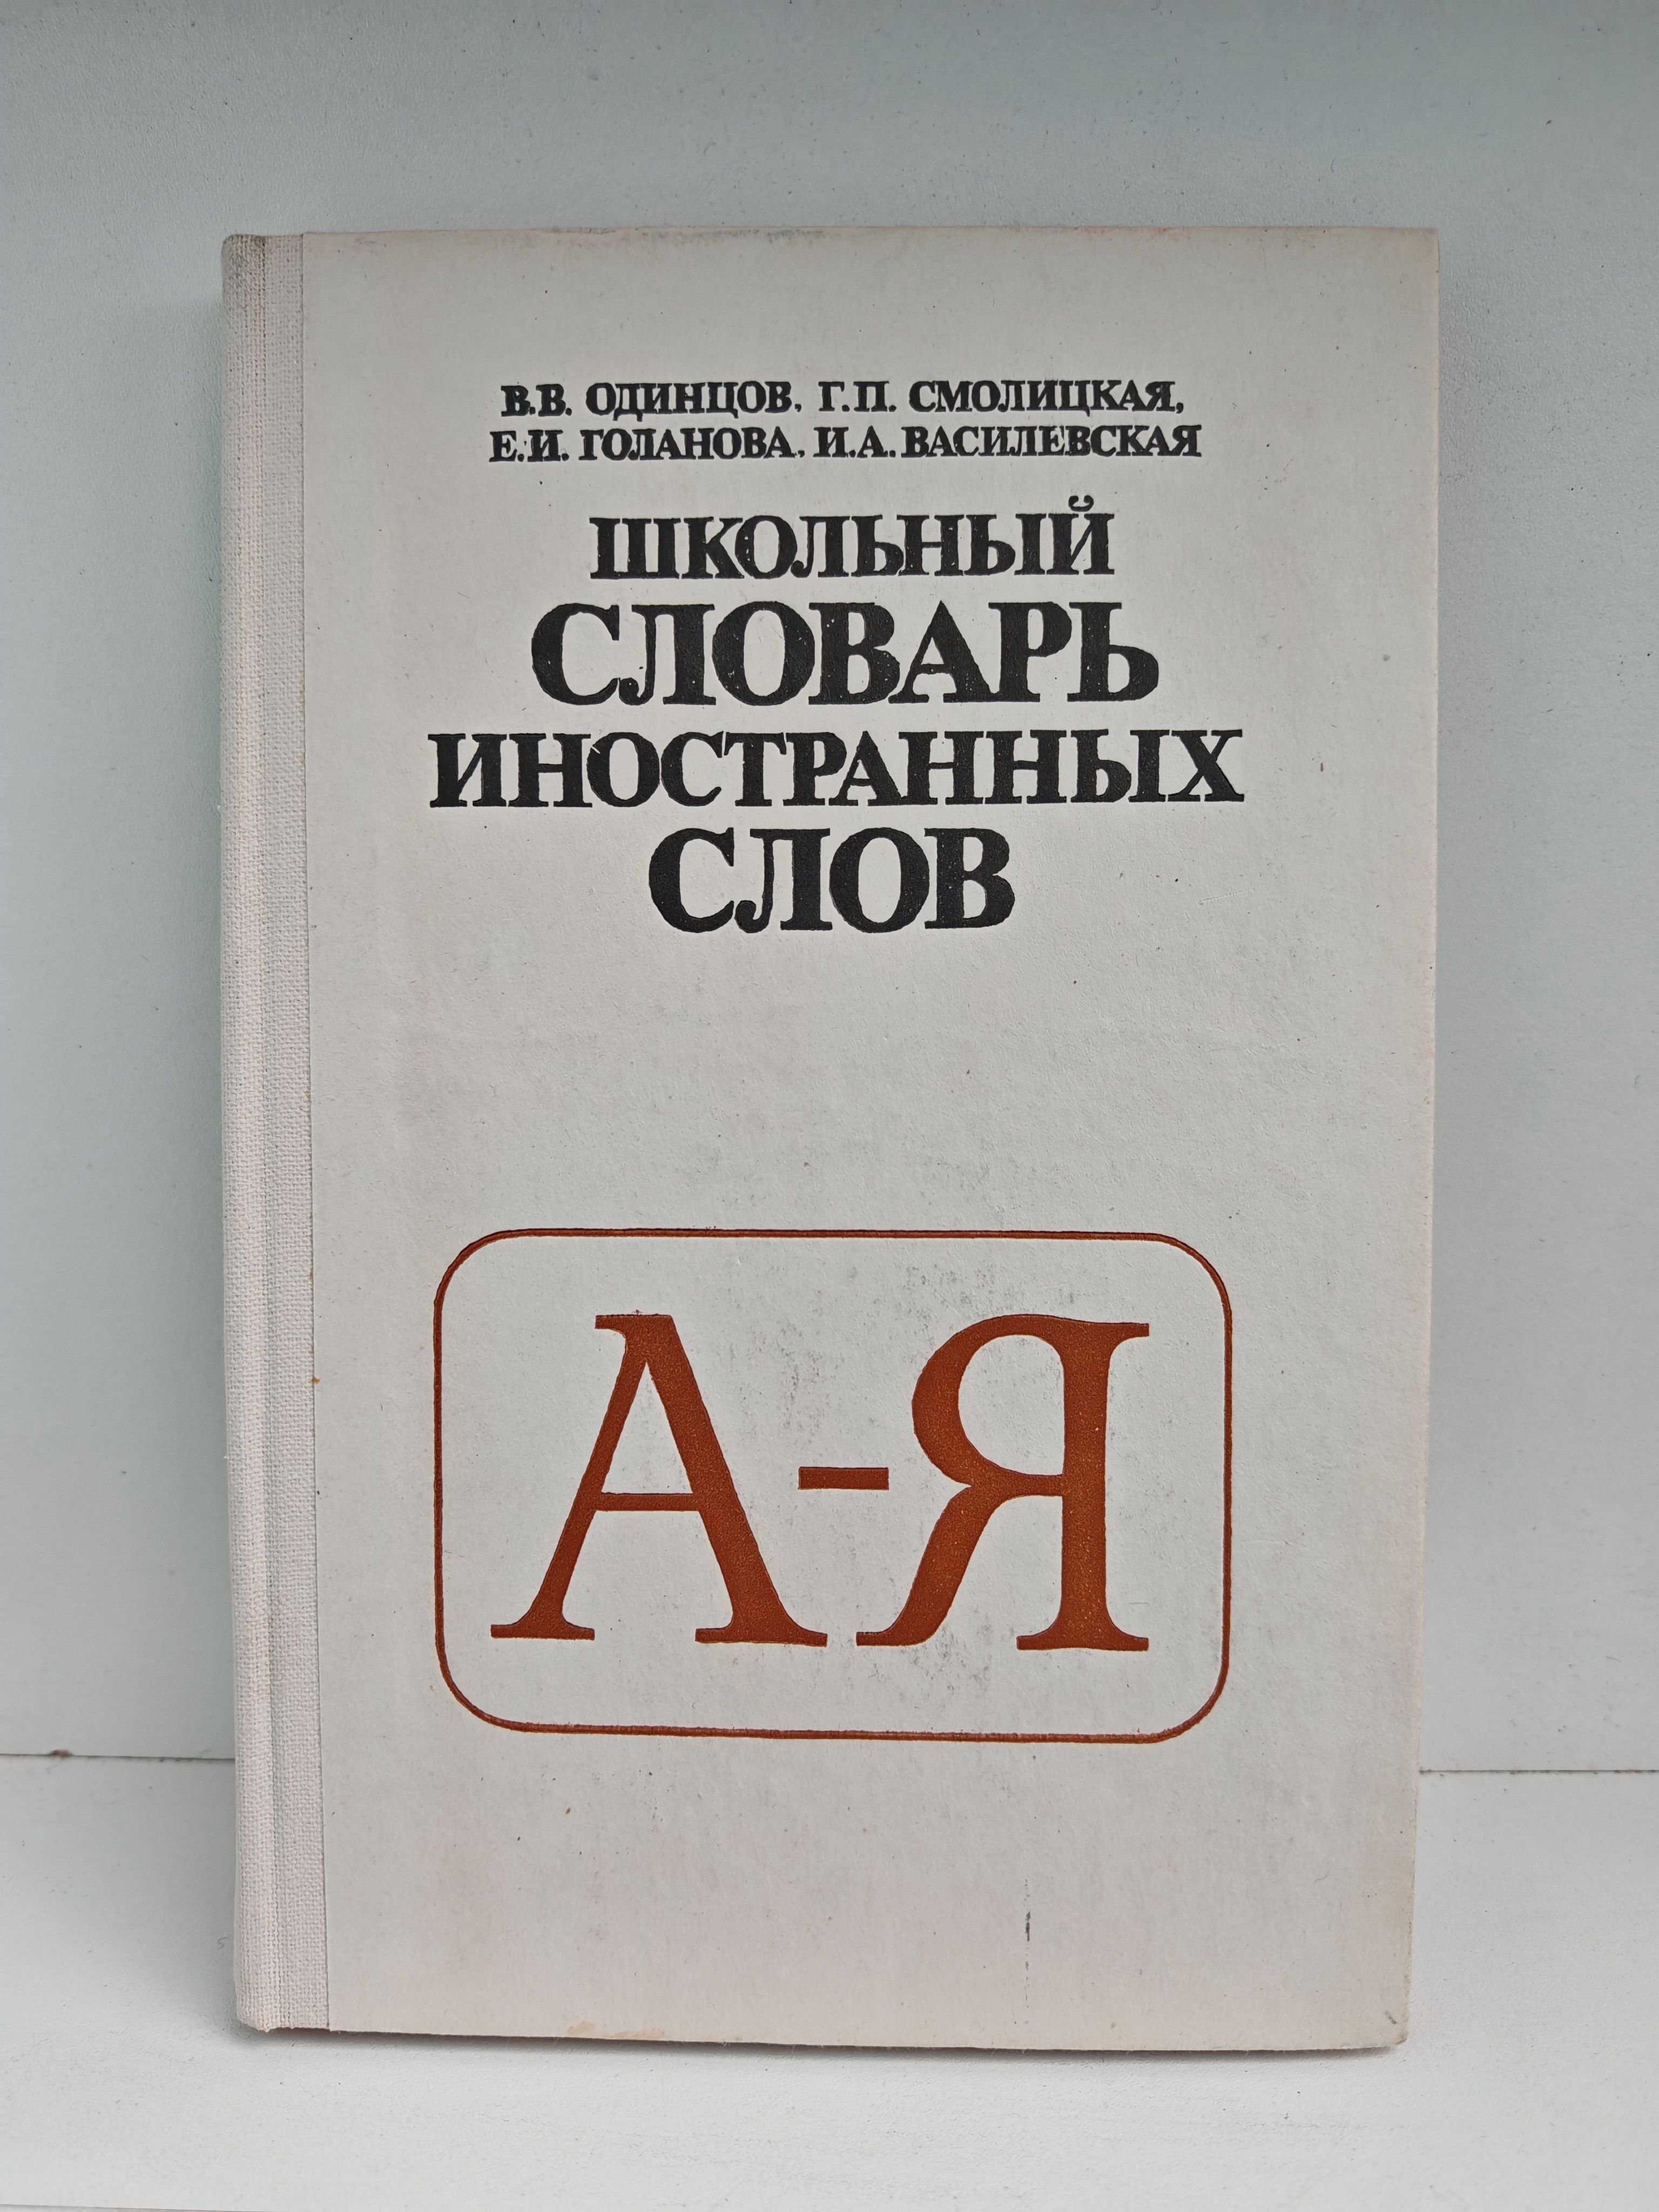 В.В. ОДИНЦОВ, Г.П. СМОЛИЦКАЯ,
Е.И. ГОЛАНОВА, И.А. ВАСИЛЕВСКАЯ
ШКОЛЬНЫЙ
СЛОВАРЬ
ИНОСТРАННЫХ
СЛОВ
А-Я